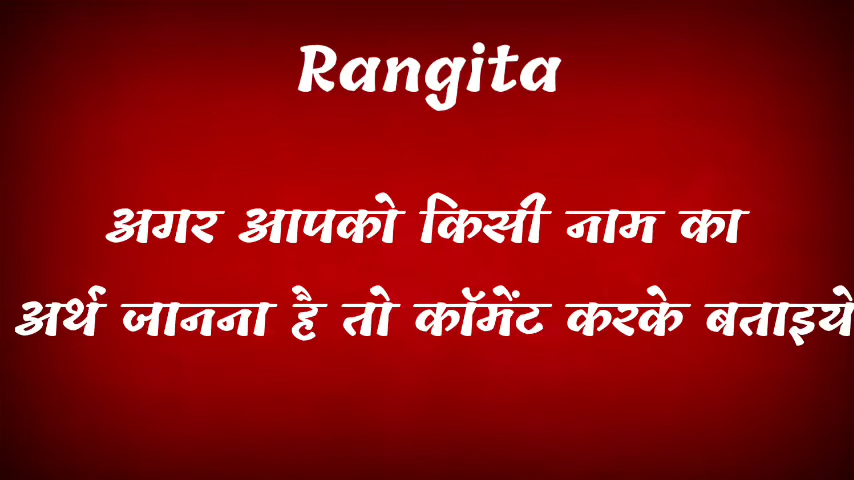 Rangita
अगर आपको किसी नाम का
अर्थ जानना है तो कॉमेंट करके बताइये